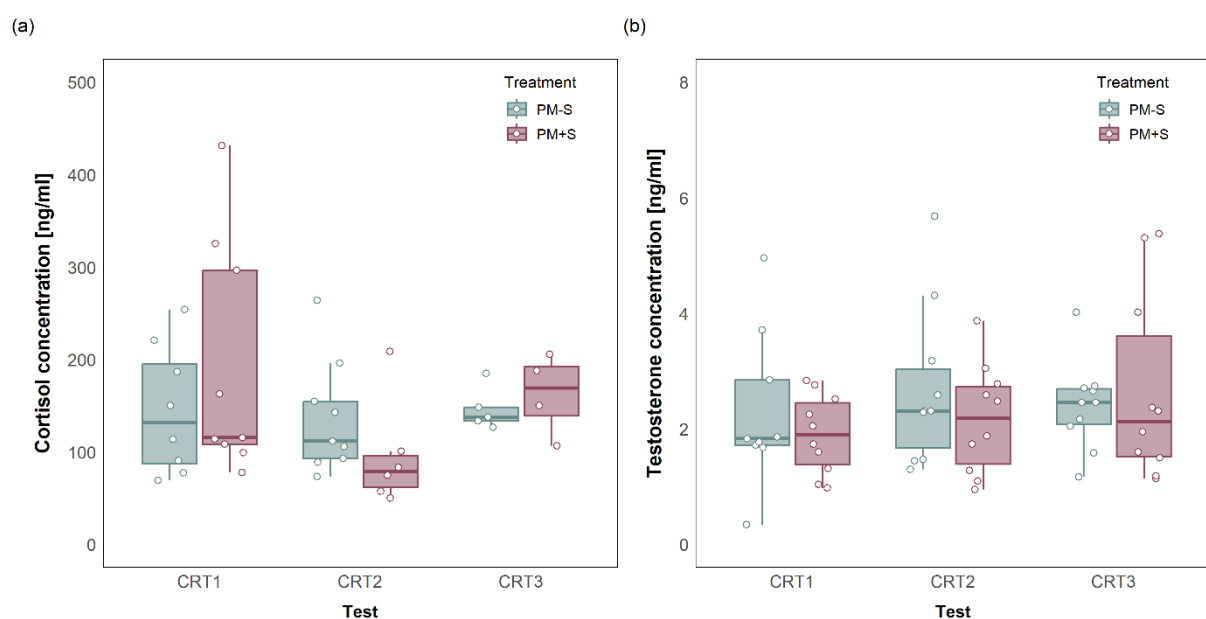 (a)
Cortisol concentration [ng/ml]
500
400
300
200
100
0
Treatment
PM-S
PM+S
CRT1 CRT2 CRT3
Test
(b)
Testosterone concentration [ng/ml]
8
6
4
2
0
Treatment
PM-S
PM+S
CRT1 CRT2 CRT3
Test